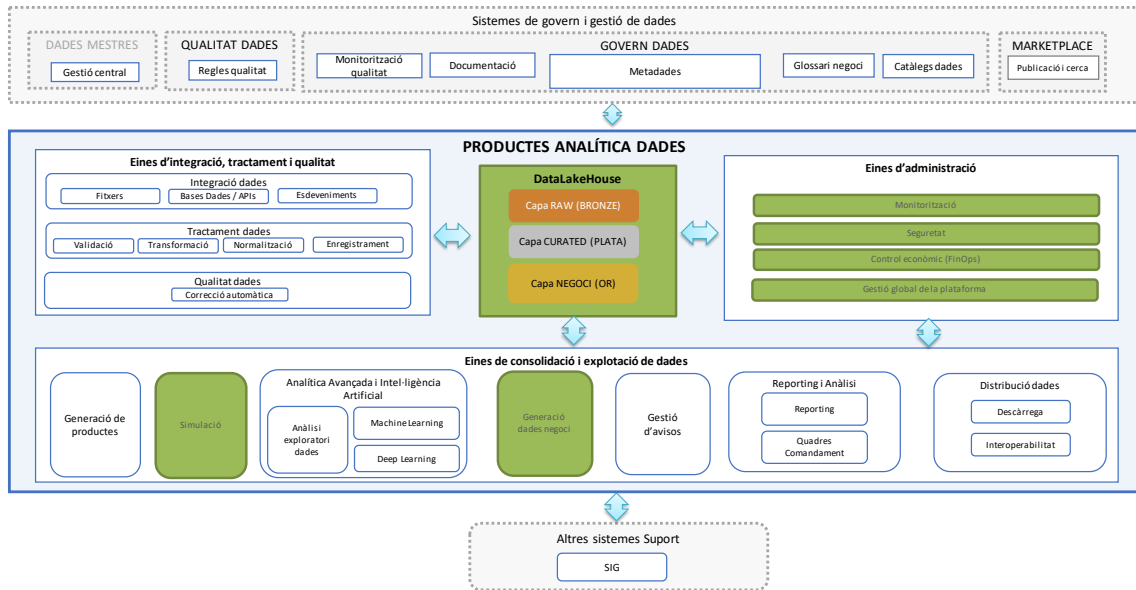 Sistemes de govern i gestió de dades
DADES MESTRES
Gestió central
QUALITAT DADES
Regles qualitat
GOVERN DADES
Monitorització
qualitat
Documentació
Metadades
Glossari negoci
Catàlegs dades
MARKETPLACE
Publicació i cerca
PRODUCTES ANALÍTICA DADES
Eines d'integració, tractament i qualitat
Integració dades
Fitxers
Bases Dades / APIs
Esdeveniments
Tractament dades
Validació
Transformació
Normalització
Enregistrament
Qualitat dades
Correcció automàtica
DataLakeHouse
Capa RAW (BRONZE)
Capa CURATED (PLATA)
Capa NEGOCI (OR)
Eines d'administració
Monitorització
Seguretat
Control econòmic (FinOps)
Gestió global de la plataforma
Eines de consolidació i explotació de dades
Generació de
productes
Simulació
Analítica Avançada i Intel·ligència
Artificial
Anàlisi
exploratori
dades
Machine Learning
Deep Learning
Generació
dades negoci
Gestió
d'avisos
Reporting i Anàlisi
Reporting
Quadres
Comandament
Distribució dades
Descàrrega
Interoperabilitat
Altres sistemes Suport
SIG